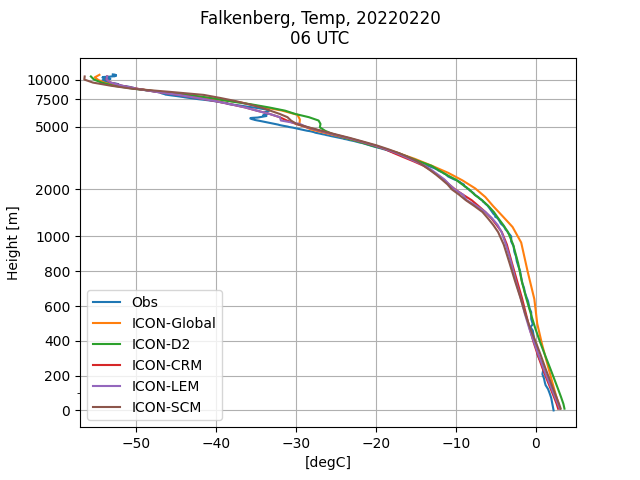 Falkenberg, Temp, 20220220
06 UTC
Height [m]
10000
7500
5000
2000
1000
800
600
400
200
0
Obs
ICON-Global
ICON-D2
ICON-CRM
ICON-LEM
ICON-SCM
−50 −40 −30 −20 −10 0
[degC]